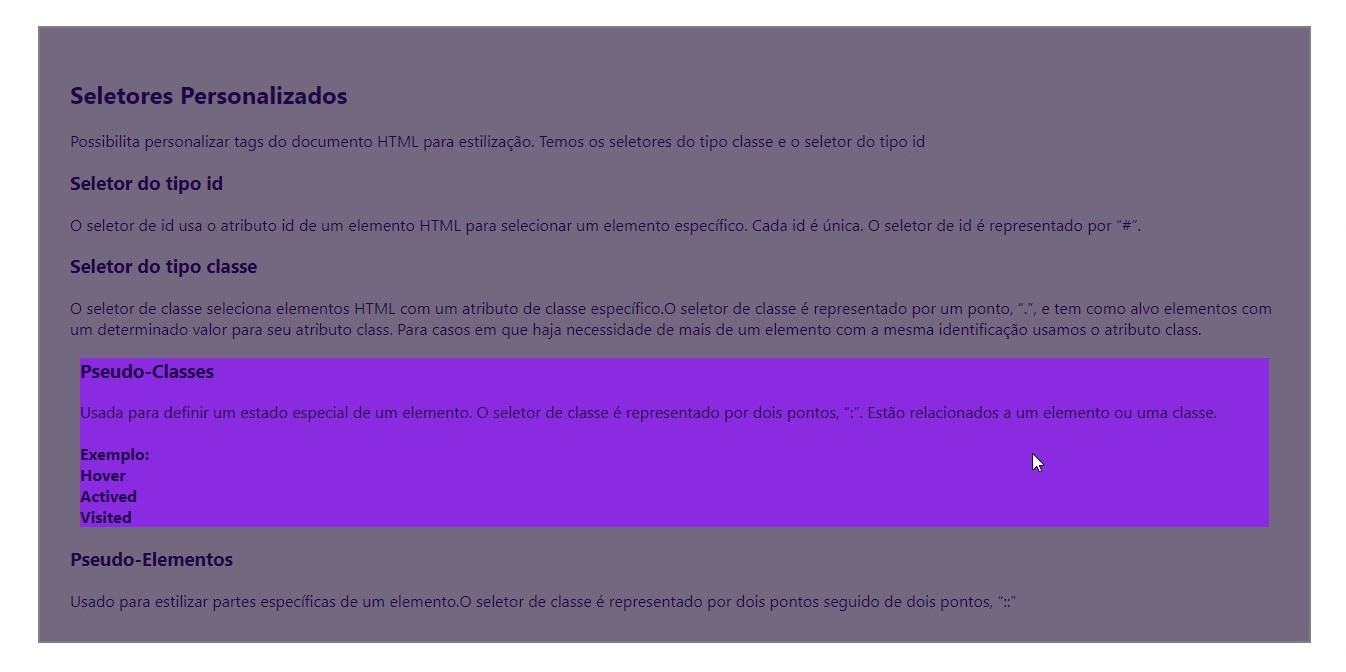 Seletores Personalizados
Possibilita personalizar tags do documento HTML para estilização. Temos os seletores do tipo classe e o seletor do tipo id
Seletor do tipo id
O seletor de id usa o atributo id de um elemento HTML para selecionar um elemento específico. Cada id é única. O seletor de id é representado por “#”.
Seletor do tipo classe
O seletor de classe seleciona elementos HTML com um atributo de classe específico.O seletor de classe é representado por um ponto, “.”, e tem como alvo elementos com
um determinado valor para seu atributo class. Para casos em que haja necessidade de mais de um elemento com a mesma identificação usamos o atributo class.
Pseudo-Classes
Usada para definir um estado especial de um elemento. O seletor de classe é representado por dois pontos, “:”. Estão relacionados a um elemento ou uma classe.
Exemplo:
Hover
Actived
Visited
Pseudo-Elementos
Usado para estilizar partes específicas de um elemento.O seletor de classe é representado por dois pontos seguido de dois pontos, “::”